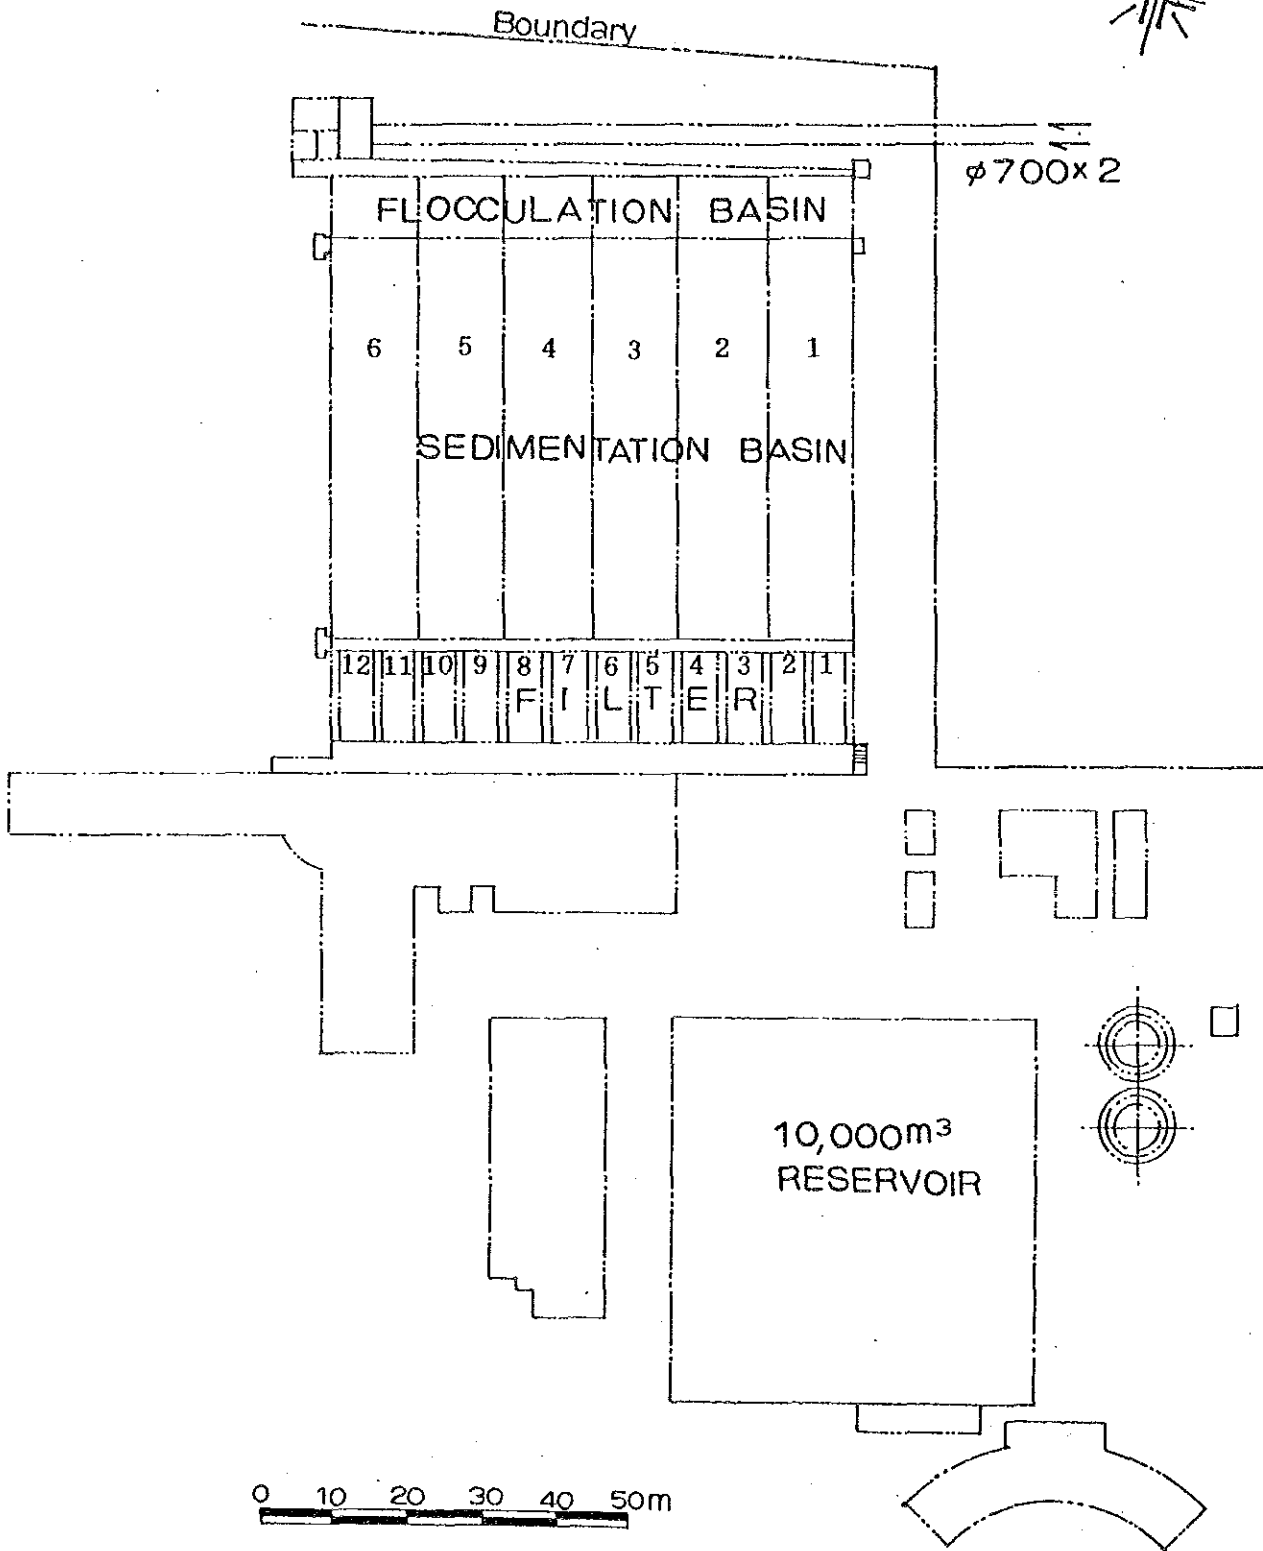 Boundary
φ700×2
FLOCCULATION BASIN
6 5 4 3 2 1
SEDIMENTATION BASIN
12 11 10 9 8 7 6 5 4 3 2 1
FILTER
10,000m³
RESERVOIR
0 10 20 30 40 50m